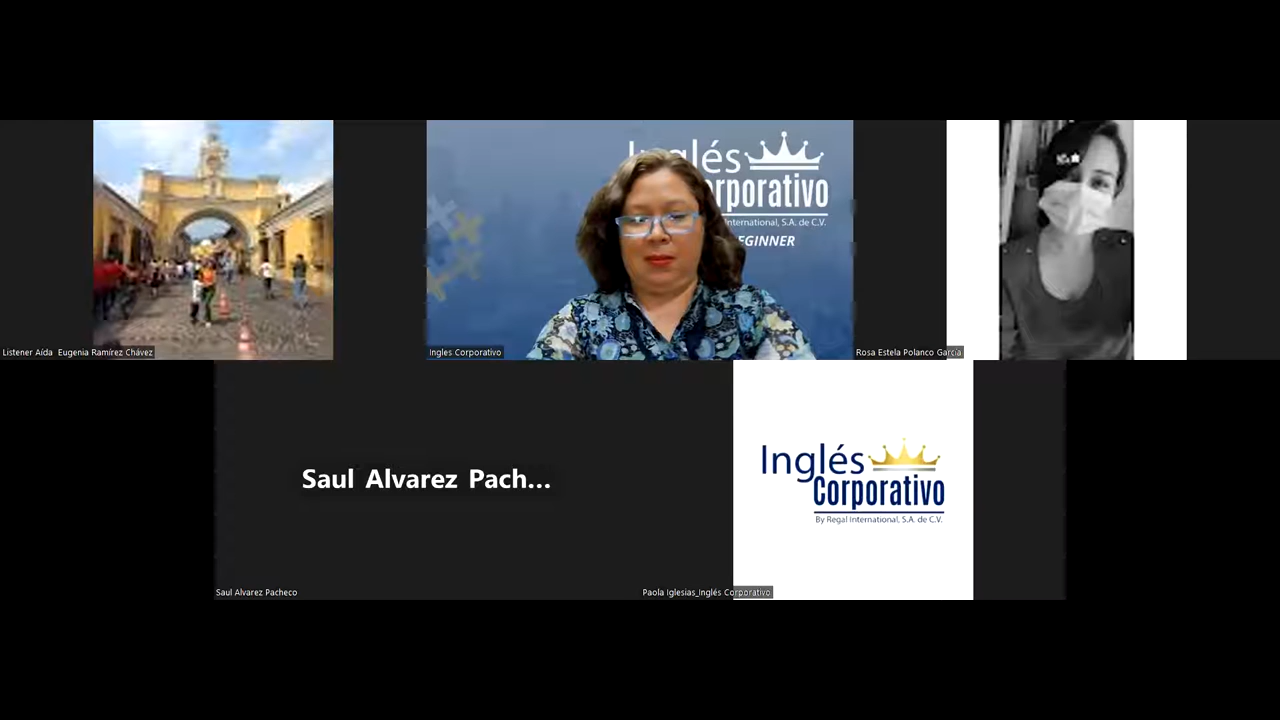 Inglés
Corporativo
International, S.A. de C.V.
EGINNER
Listener Aída Eugenia Ramírez Chávez
Ingles Corporativo
Rosa Estela Polanco García
Saul Alvarez Pach...
Inglés
Corporativo
By Regal International, S.A. de C.V.
Saul Alvarez Pacheco
Paola Iglesias_Inglés Corporativo